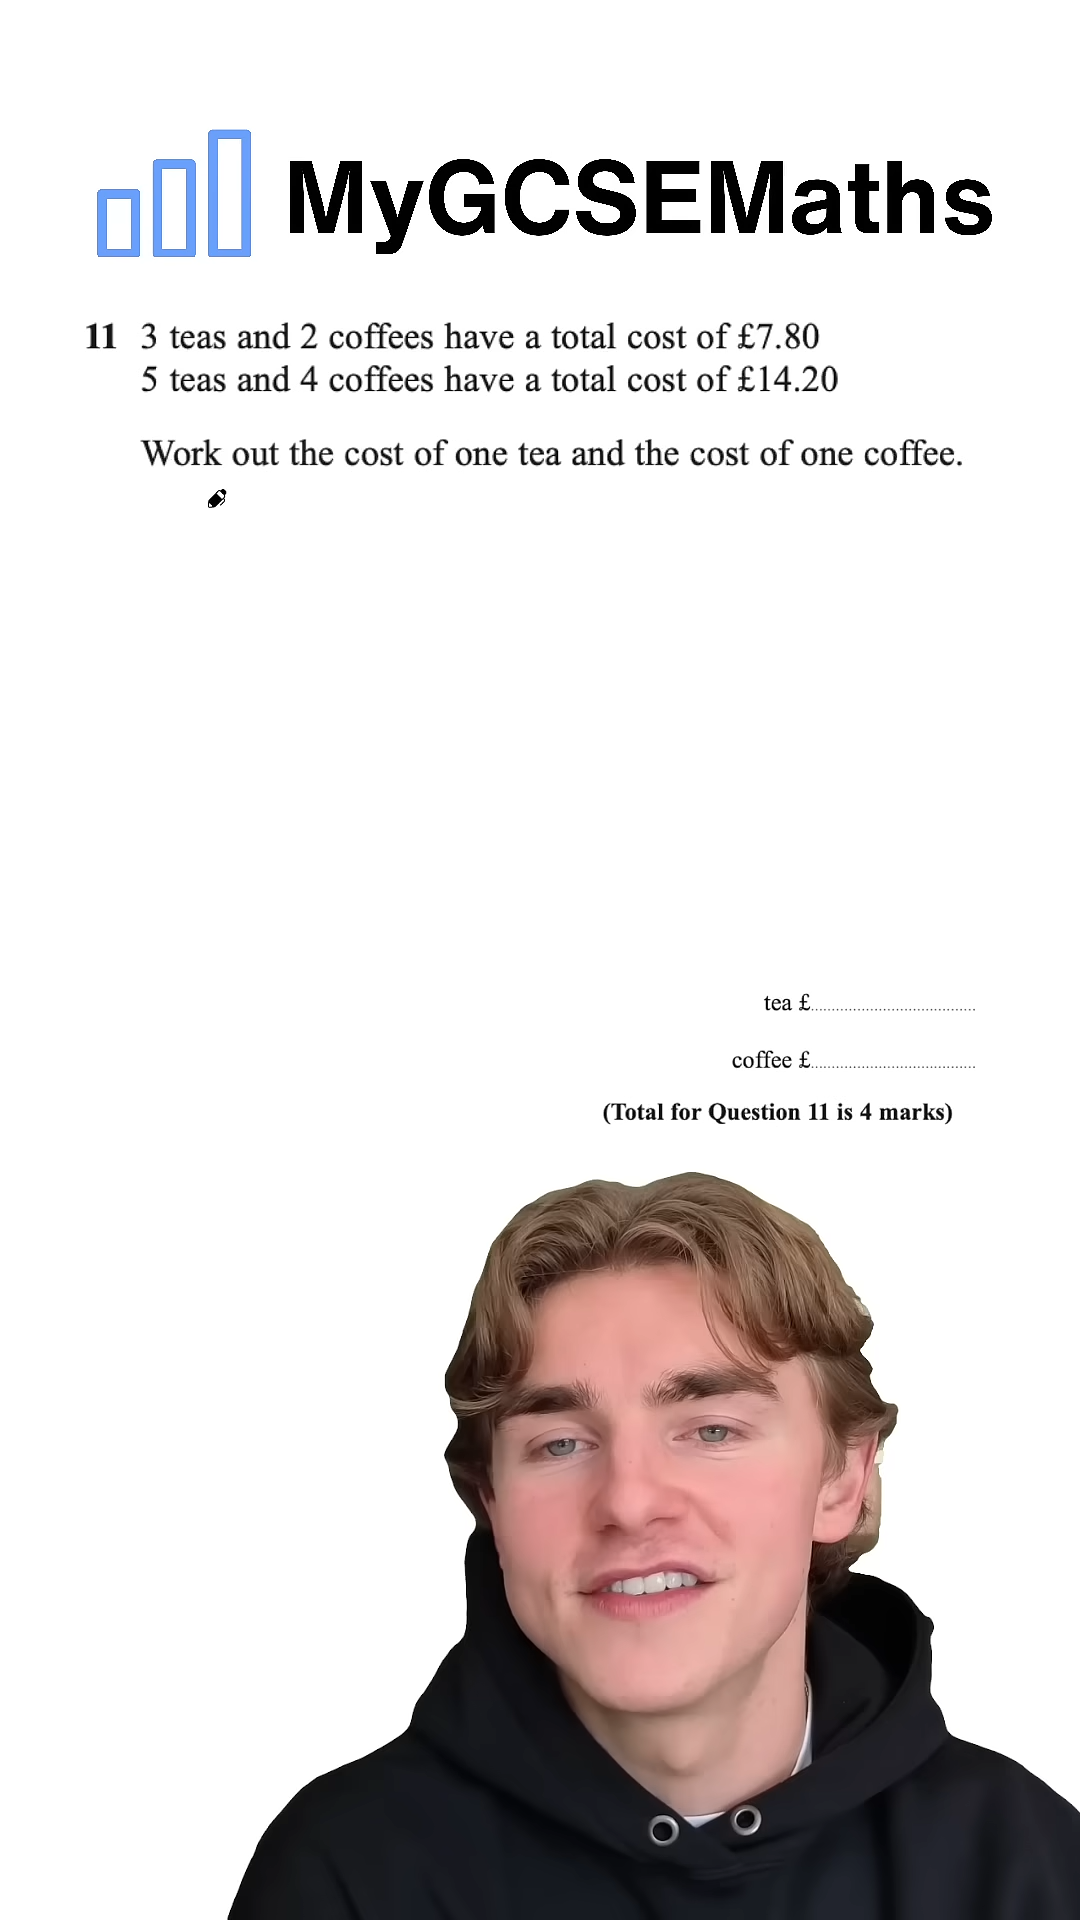 MyGCSEMaths
11 3 teas and 2 coffees have a total cost of £7.80
5 teas and 4 coffees have a total cost of £14.20
Work out the cost of one tea and the cost of one coffee.
tea £........................................
coffee £........................................
(Total for Question 11 is 4 marks)